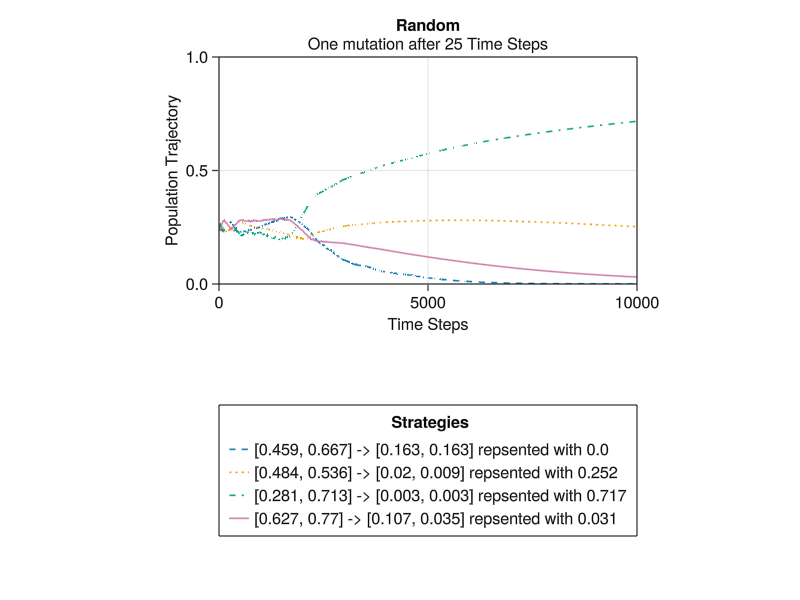 Random
One mutation after 25 Time Steps
1.0
0.5
0.0
Population Trajectory
0
5000
10000
Time Steps
Strategies
[0.459, 0.667] -> [0.163, 0.163] repsented with 0.0
[0.484, 0.536] -> [0.02, 0.009] repsented with 0.252
[0.281, 0.713] -> [0.003, 0.003] repsented with 0.717
[0.627, 0.77] -> [0.107, 0.035] repsented with 0.031